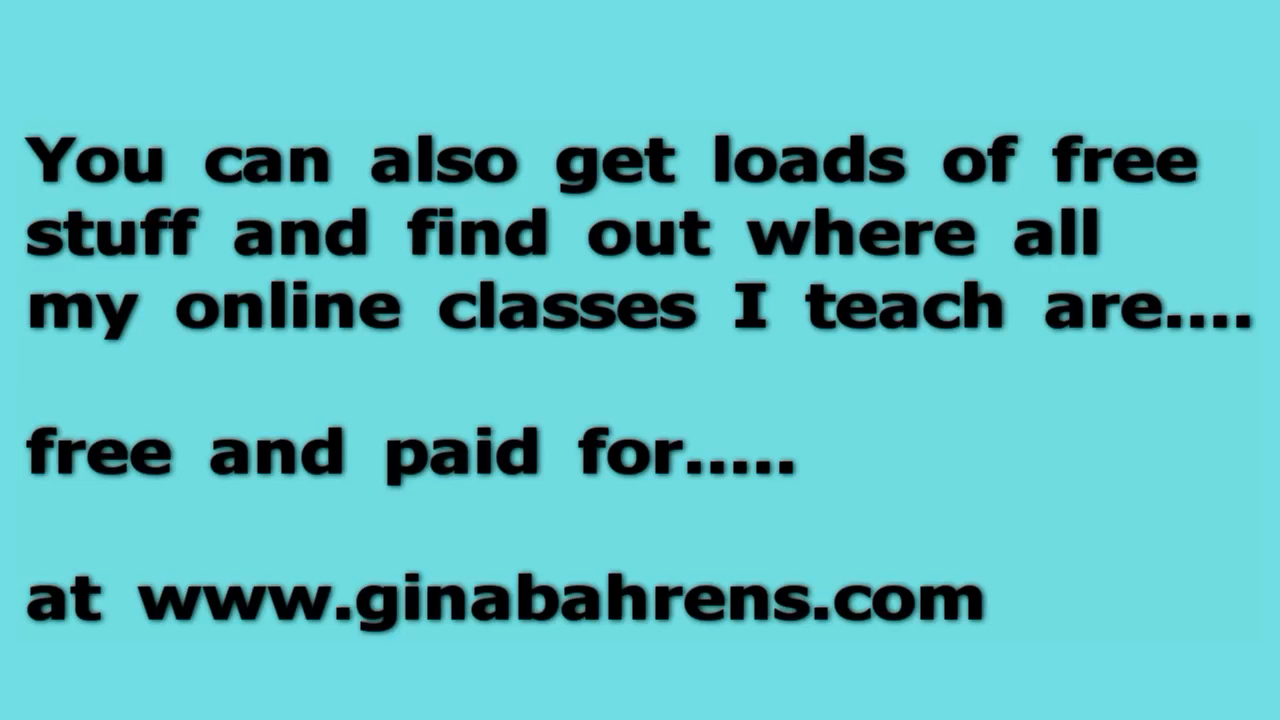 You can also get loads of free
stuff and find out where all
my online classes I teach are....
free and paid for.....
at www.ginabahrens.com